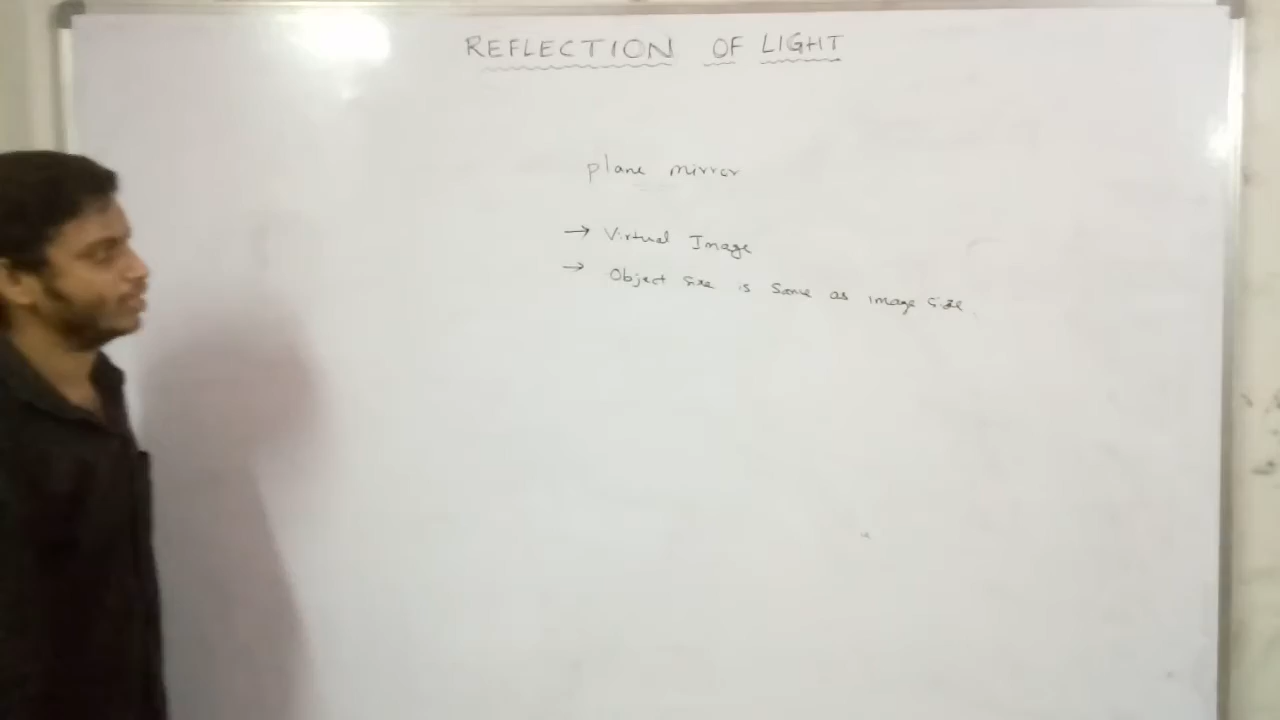 REFLECTION OF LIGHT
plane mirror
→ Virtual Image
→ Object size is same as image size